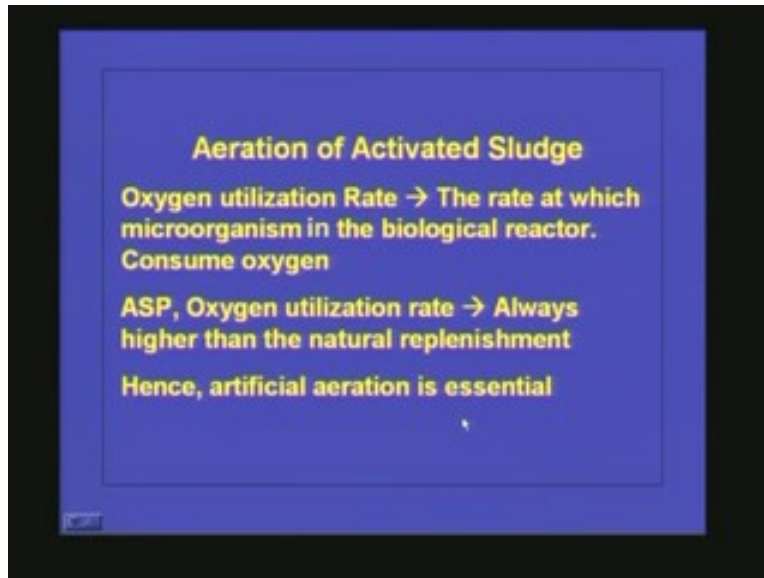 Aeration of Activated Sludge
Oxygen utilization Rate → The rate at which
microorganism in the biological reactor.
Consume oxygen
ASP, Oxygen utilization rate → Always
higher than the natural replenishment
Hence, artificial aeration is essential